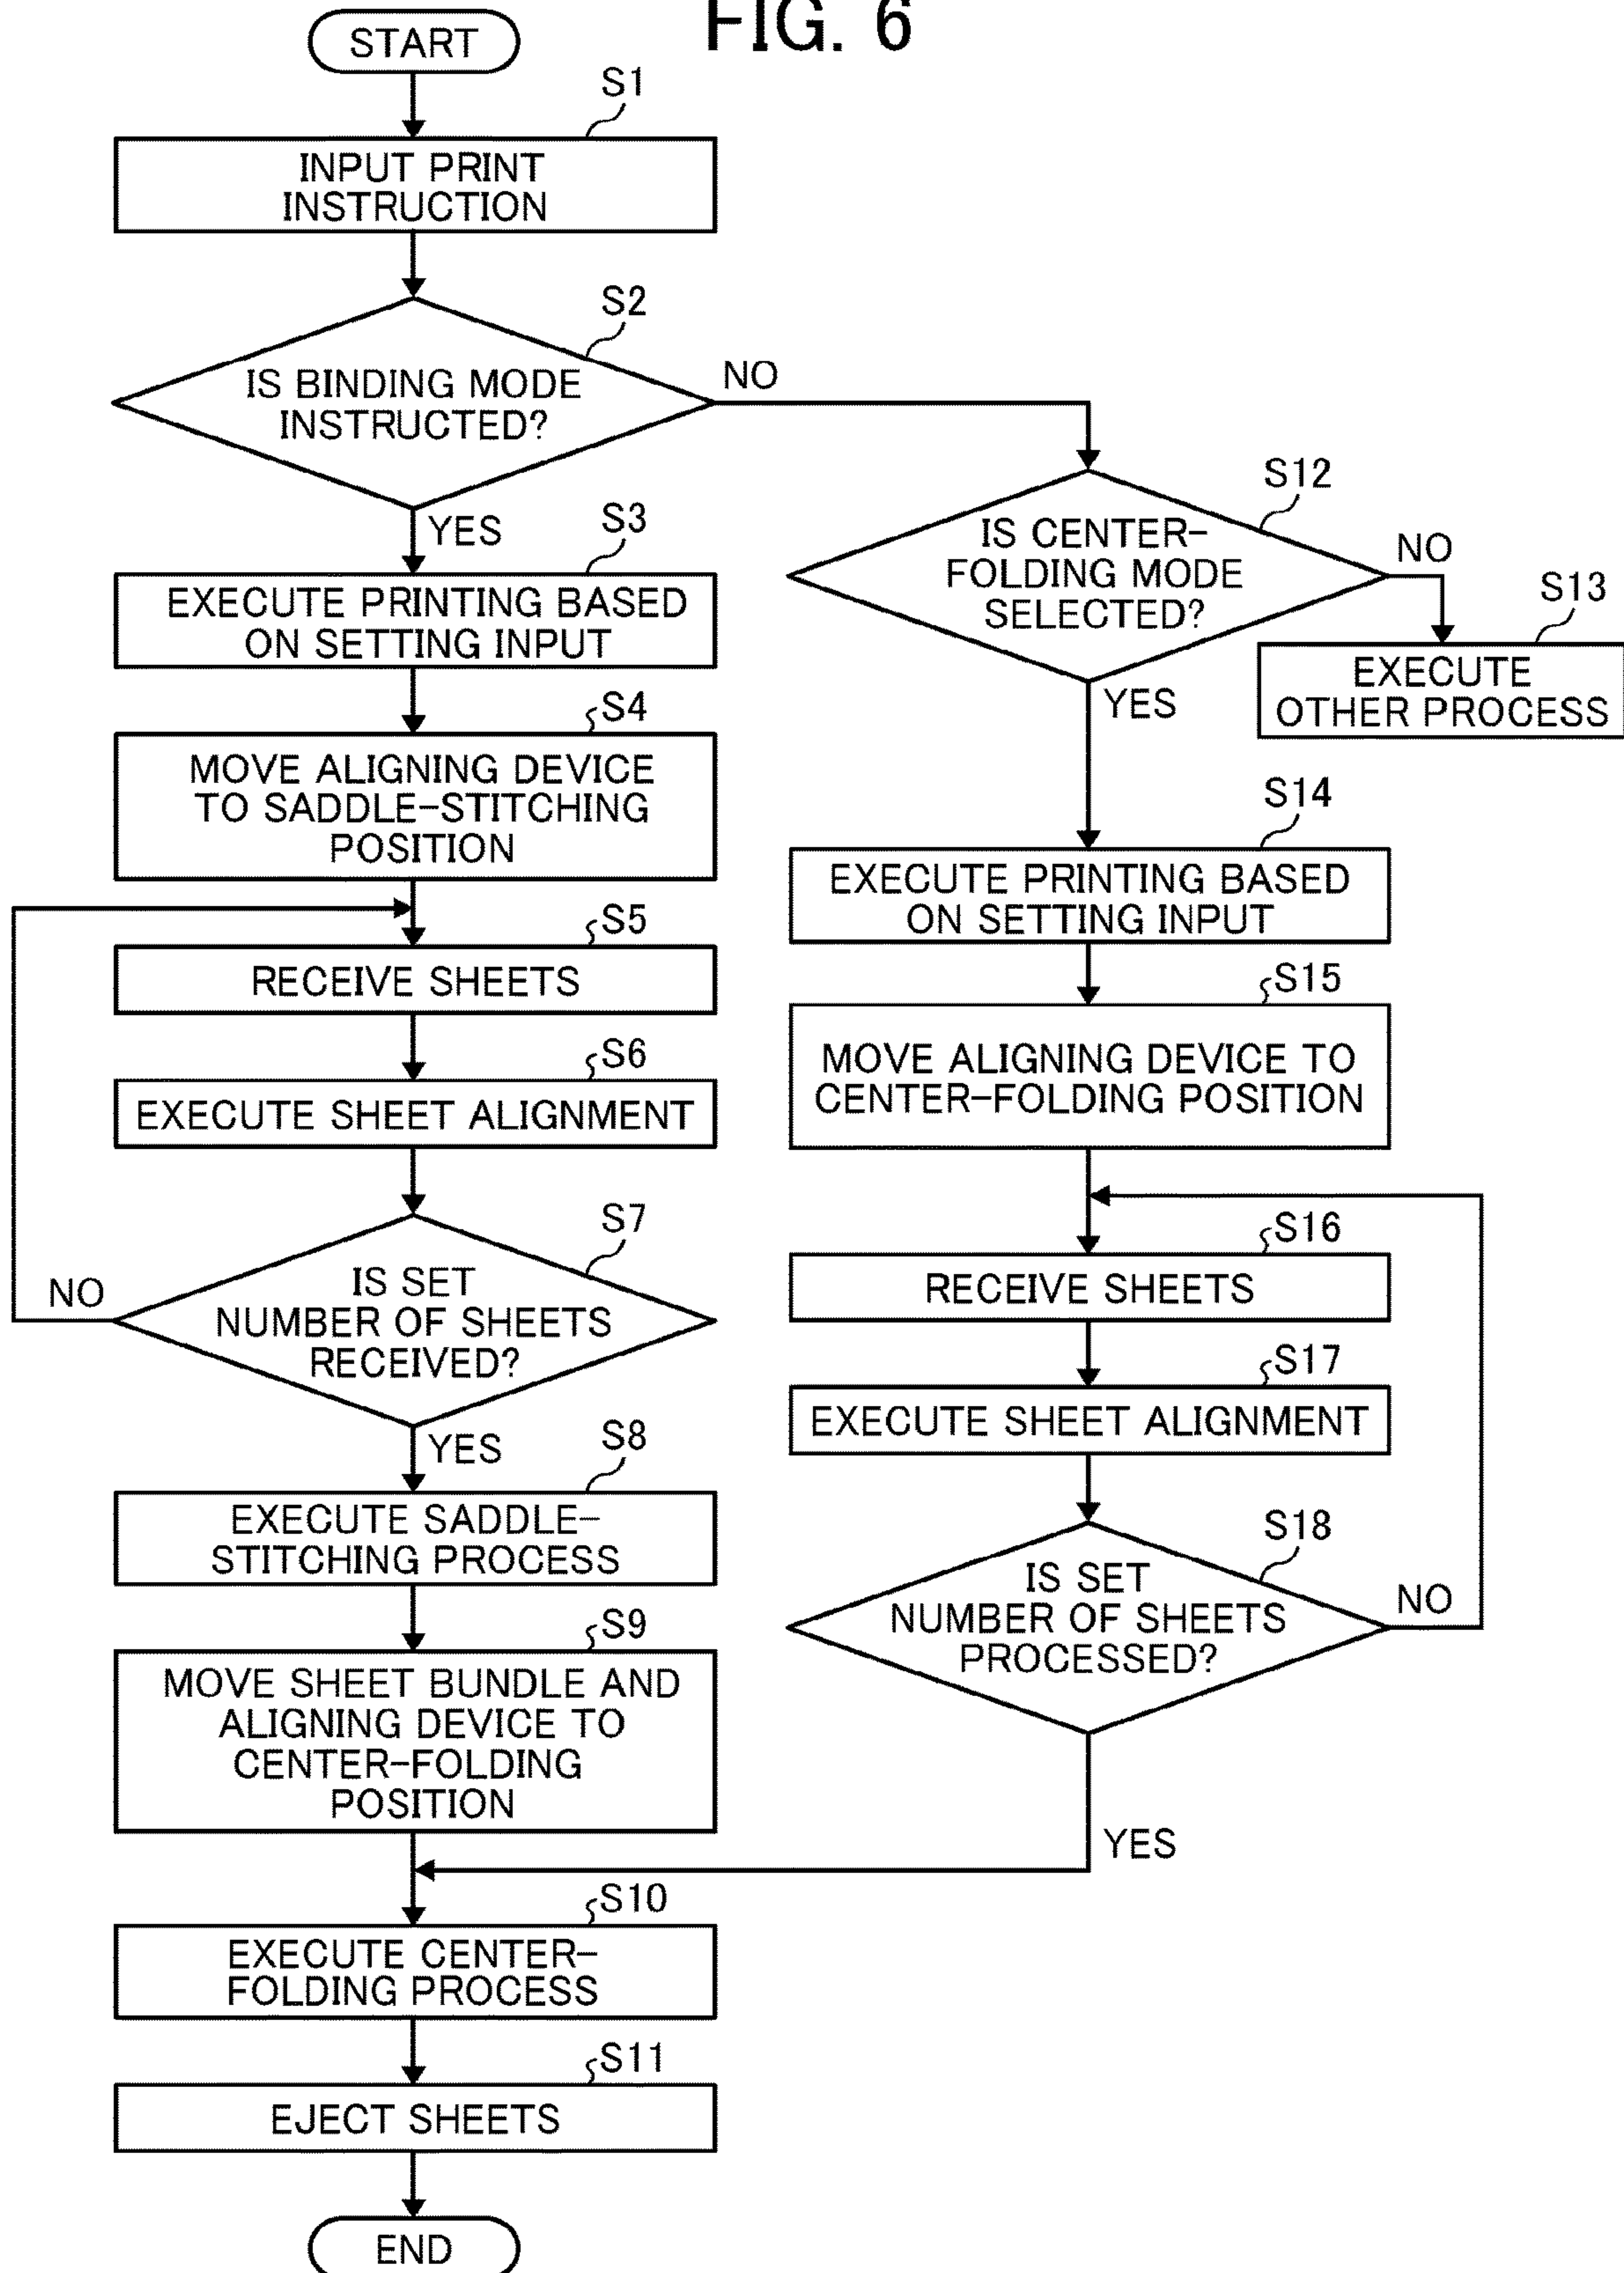 FIG. 6
START
S1
INPUT PRINT
INSTRUCTION
S2
IS BINDING MODE
INSTRUCTED?
NO
YES
S3
EXECUTE PRINTING BASED
ON SETTING INPUT
S4
MOVE ALIGNING DEVICE
TO SADDLE-STITCHING
POSITION
S5
RECEIVE SHEETS
S6
EXECUTE SHEET ALIGNMENT
S7
IS SET
NUMBER OF SHEETS
RECEIVED?
NO
YES
S8
EXECUTE SADDLE-
STITCHING PROCESS
S9
MOVE SHEET BUNDLE AND
ALIGNING DEVICE TO
CENTER-FOLDING
POSITION
S10
EXECUTE CENTER-
FOLDING PROCESS
S11
EJECT SHEETS
END
S12
IS CENTER-
FOLDING MODE
SELECTED?
NO
S13
EXECUTE
OTHER PROCESS
YES
S14
EXECUTE PRINTING BASED
ON SETTING INPUT
S15
MOVE ALIGNING DEVICE TO
CENTER-FOLDING POSITION
S16
RECEIVE SHEETS
S17
EXECUTE SHEET ALIGNMENT
S18
IS SET
NUMBER OF SHEETS
PROCESSED?
NO
YES